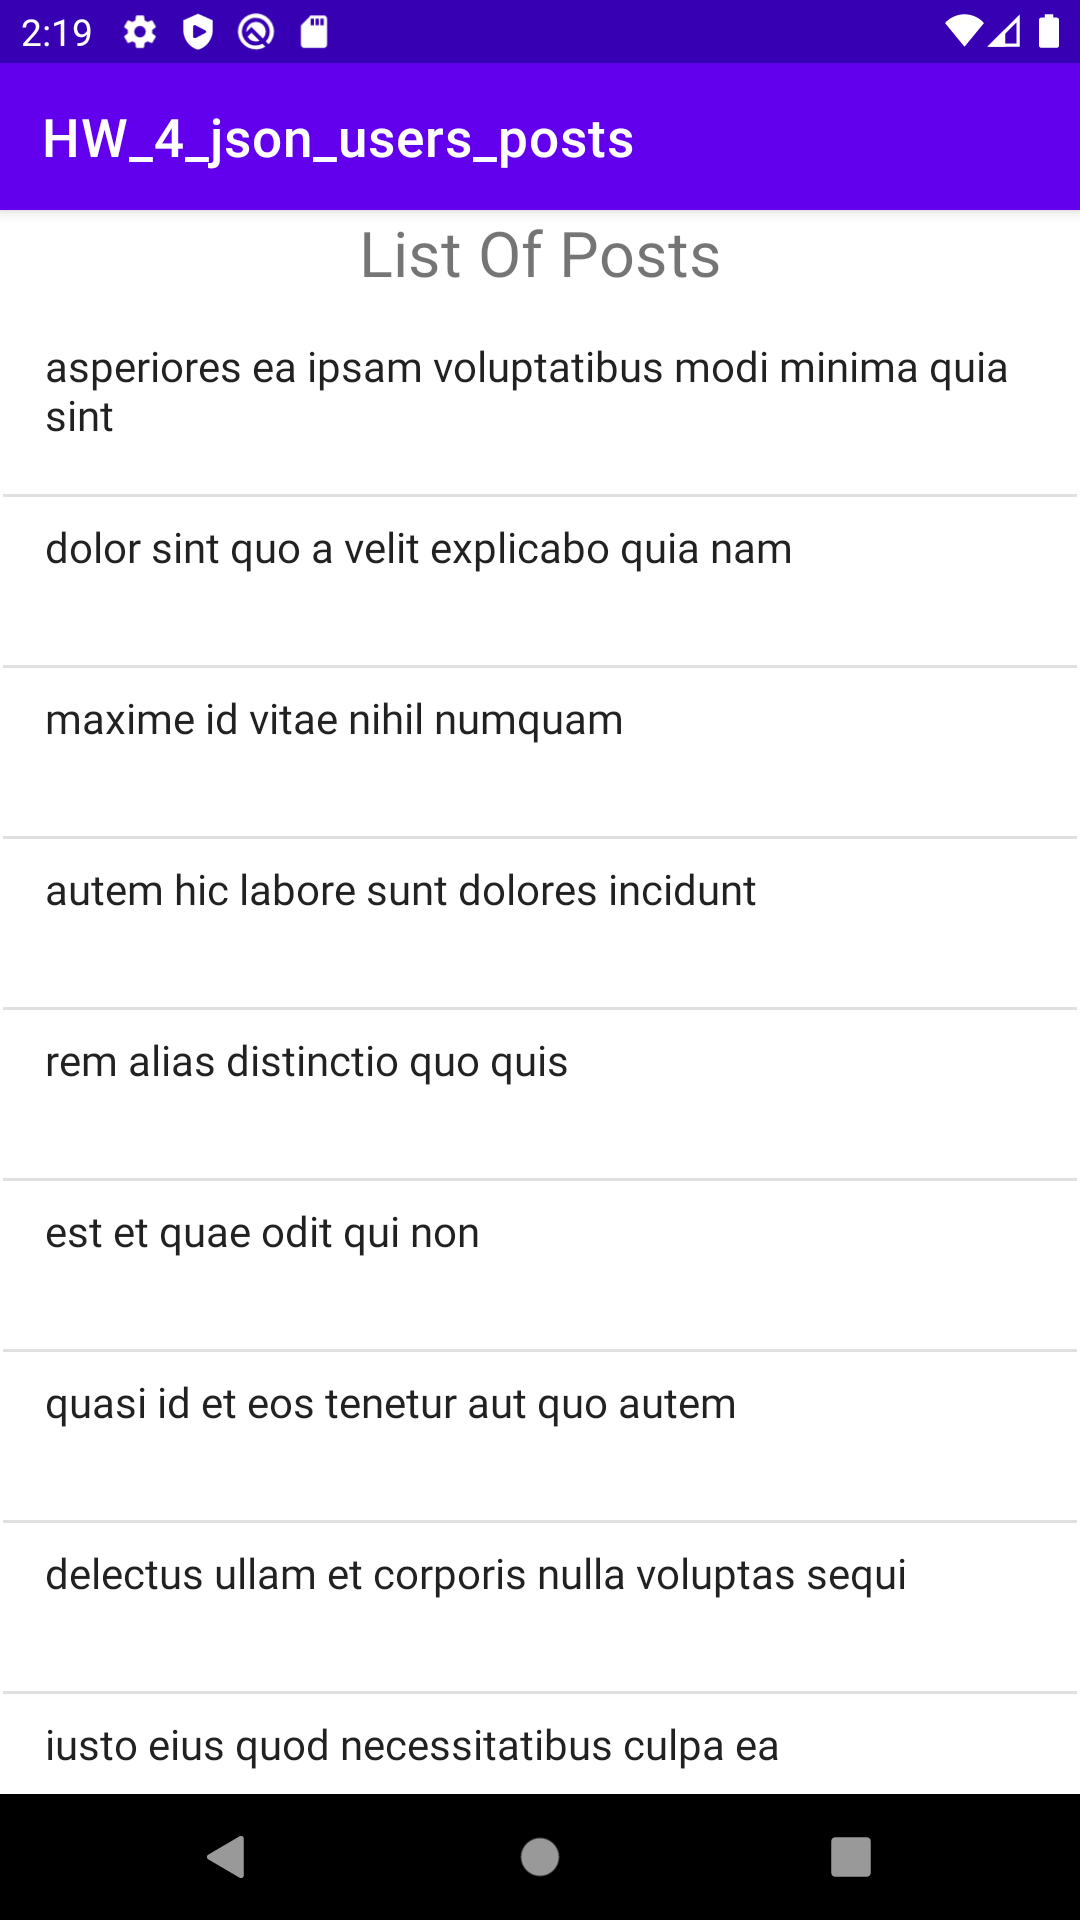 2:19
HW_4_json_users_posts
List Of Posts
asperiores ea ipsam voluptatibus modi minima quia
sint
dolor sint quo a velit explicabo quia nam
maxime id vitae nihil numquam
autem hic labore sunt dolores incidunt
rem alias distinctio quo quis
est et quae odit qui non
quasi id et eos tenetur aut quo autem
delectus ullam et corporis nulla voluptas sequi
iusto eius quod necessitatibus culpa ea